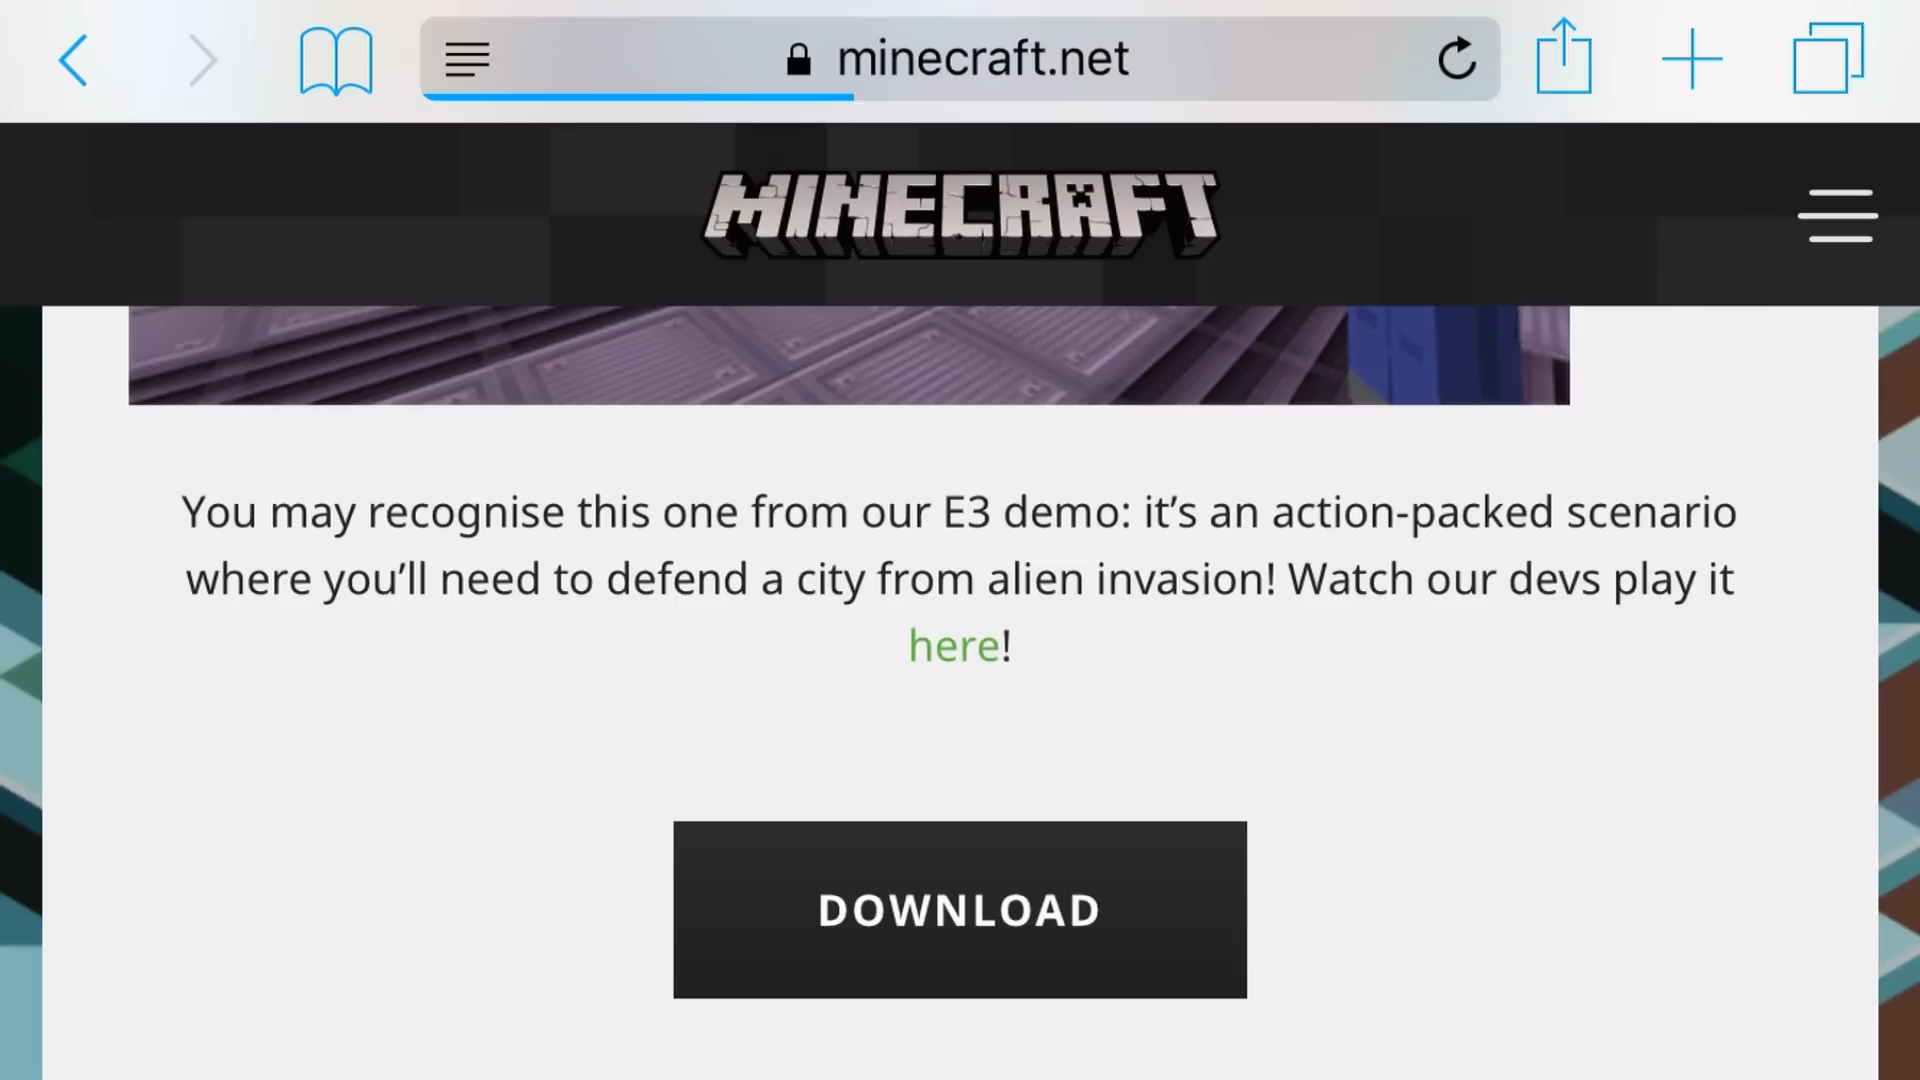 minecraft.net
MINECRAFT
You may recognise this one from our E3 demo: it’s an action-packed scenario
where you’ll need to defend a city from alien invasion! Watch our devs play it
here!
DOWNLOAD